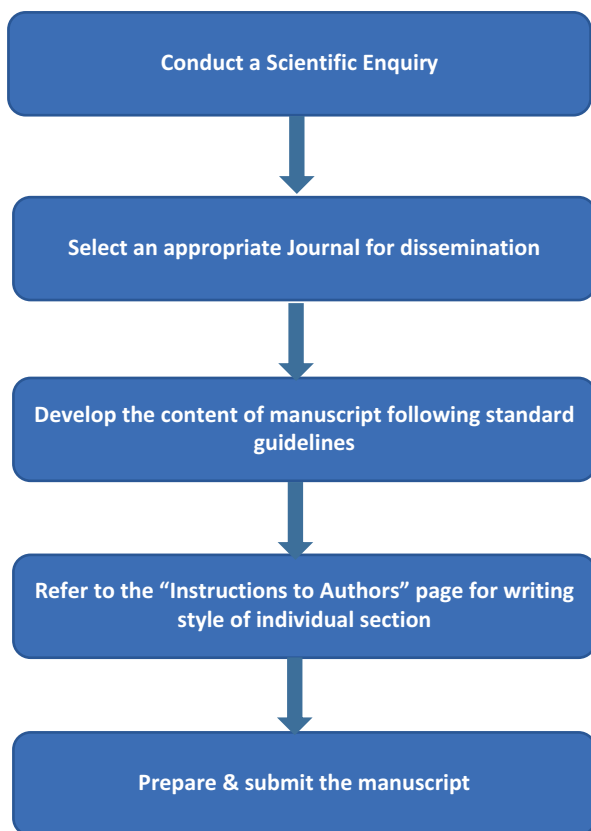 Conduct a Scientific Enquiry
Select an appropriate Journal for dissemination
Develop the content of manuscript following standard
guidelines
Refer to the “Instructions to Authors” page for writing
style of individual section
Prepare & submit the manuscript